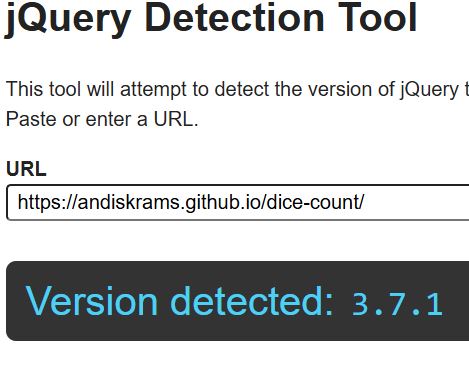 jQuery Detection Tool
This tool will attempt to detect the version of jQuery
Paste or enter a URL.
URL
https://andiskrams.github.io/dice-count/
Version detected: 3.7.1